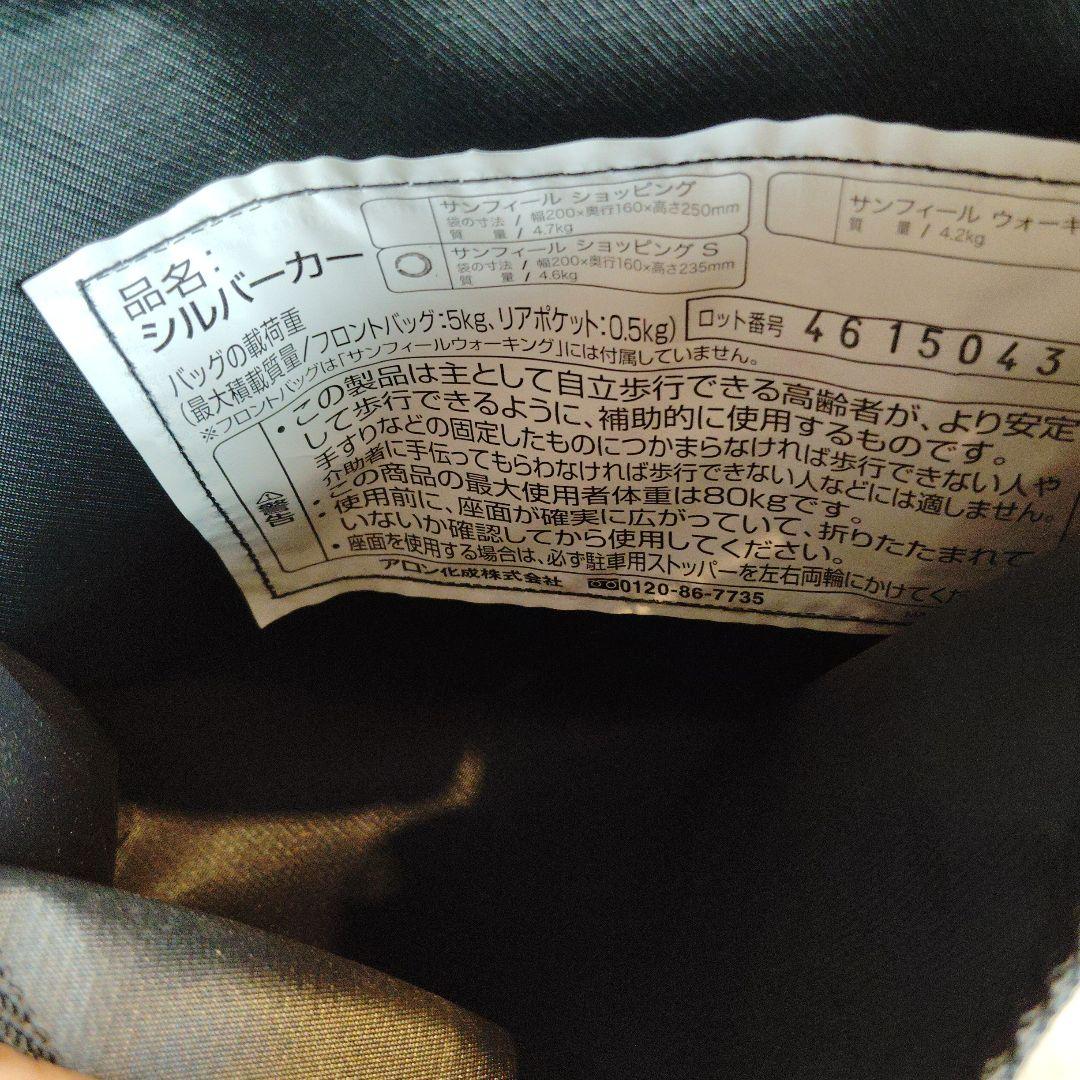 品名:
シルバーカー
サンフィール ショッピング
袋の寸法 / 幅200×奥行160×高さ250mm
質　量 / 4.7kg
○
サンフィール ショッピング S
袋の寸法 / 幅200×奥行160×高さ235mm
質　量 / 4.6kg
サンフィール ウォーキ
質　量 / 4.2kg
バッグの載荷重
(最大積載質量/フロントバッグ:5kg、リアポケット:0.5kg)
※フロントバッグは「サンフィールウォーキング」には付属していません。
ロット番号 4615043
⚠警告
・この製品は主として自立歩行できる高齢者が、より安定
して歩行できるように、補助的に使用するものです。
手すりなどの固定したものにつかまらなければ歩行できない人や
介助者に手伝ってもらわなければ歩行できない人などには適しません。
・この商品の最大使用者体重は80kgです。
・使用前に、座面が確実に広がっていて、折りたたまれて
いないか確認してから使用してください。
・座面を使用する場合は、必ず駐車用ストッパーを左右両輪にかけてく
アロン化成株式会社 0120-86-7735